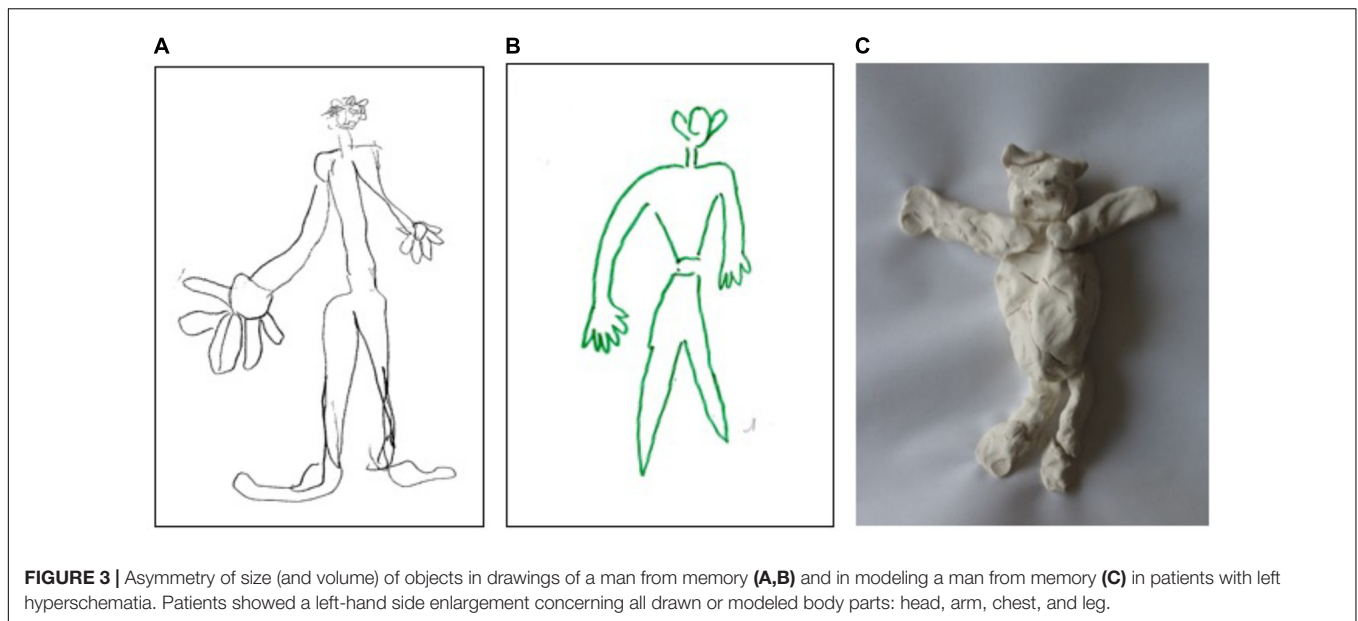 A
B
C
FIGURE 3 | Asymmetry of size (and volume) of objects in drawings of a man from memory (A,B) and in modeling a man from memory (C) in patients with left
hyperschematia. Patients showed a left-hand side enlargement concerning all drawn or modeled body parts: head, arm, chest, and leg.